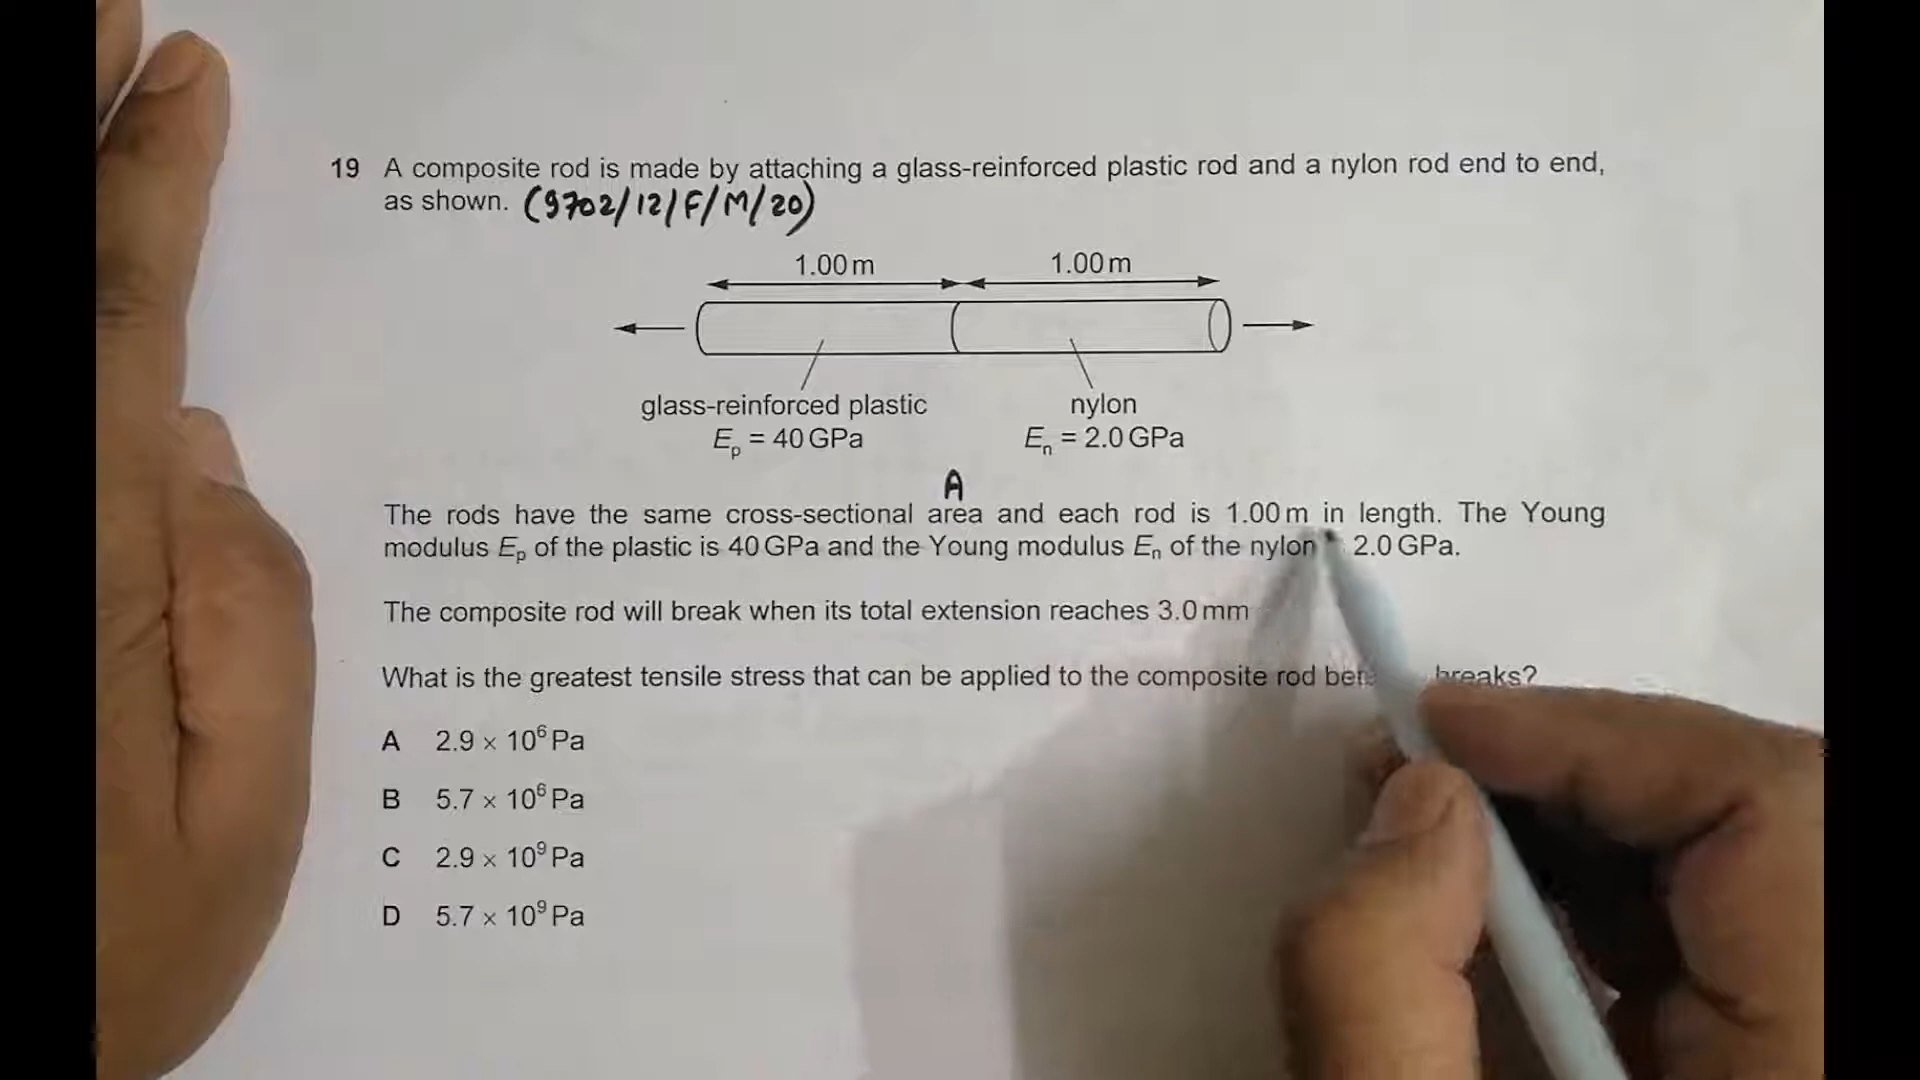 19 A composite rod is made by attaching a glass-reinforced plastic rod and a nylon rod end to end,
as shown. (9702/12/F/M/20)
1.00 m 1.00 m
glass-reinforced plastic nylon
Ep = 40 GPa En = 2.0 GPa
A
The rods have the same cross-sectional area and each rod is 1.00 m in length. The Young
modulus Ep of the plastic is 40 GPa and the Young modulus En of the nylon 2.0 GPa.
The composite rod will break when its total extension reaches 3.0 mm
What is the greatest tensile stress that can be applied to the composite rod breaks?
A 2.9 × 10⁶ Pa
B 5.7 × 10⁶ Pa
C 2.9 × 10⁹ Pa
D 5.7 × 10⁹ Pa